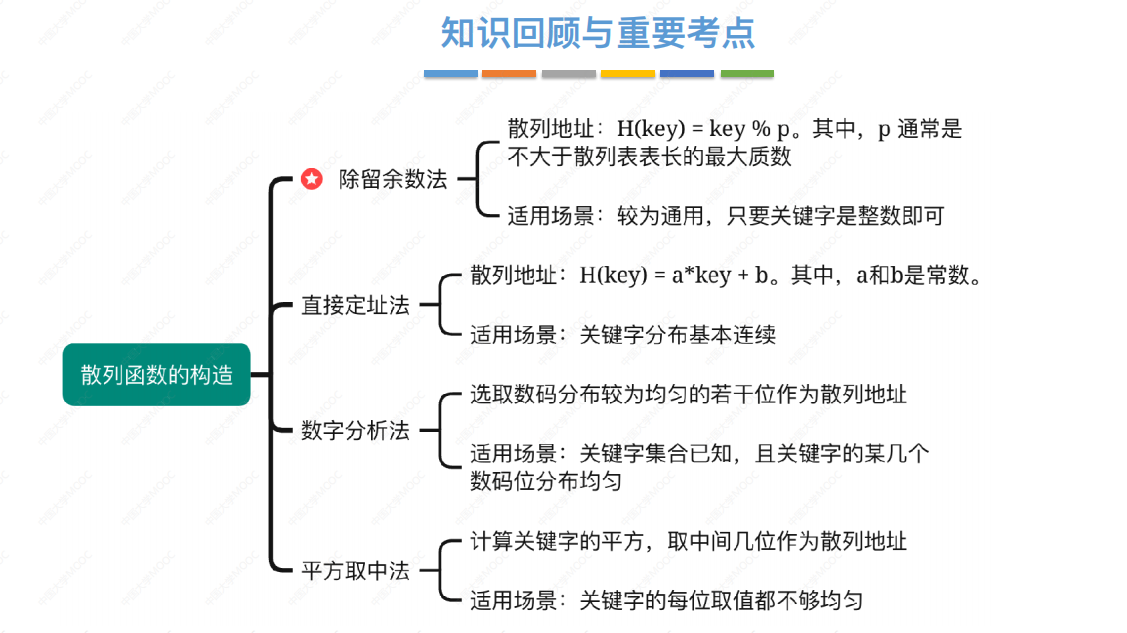 知识回顾与重要考点
散列地址：H(key) = key % p。其中，p 通常是
不大于散列表表长的最大质数
除留余数法
适用场景：较为通用，只要关键字是整数即可
散列地址：H(key) = a*key + b。其中，a和b是常数。
直接定址法
适用场景：关键字分布基本连续
散列函数的构造
选取数码分布较为均匀的若干位作为散列地址
数字分析法
适用场景：关键字集合已知，且关键字的某几个
数码位分布均匀
计算关键字的平方，取中间几位作为散列地址
平方取中法
适用场景：关键字的每位取值都不够均匀
中国大学MOOC